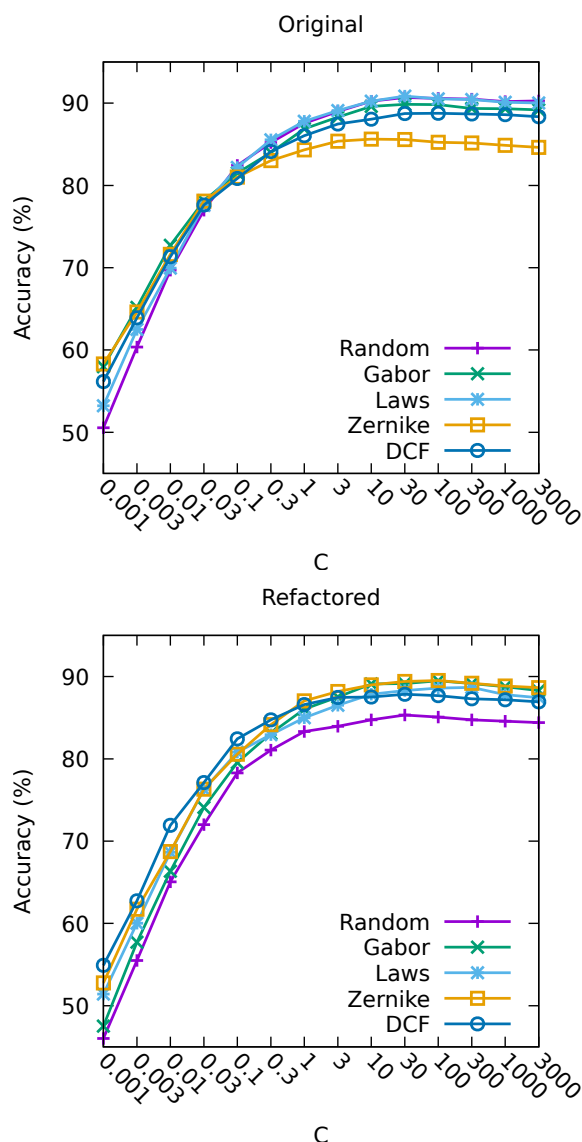 Original
Accuracy (%)
90
80
70
60
50
Random
Gabor
Laws
Zernike
DCF
0.001
0.003
0.01
0.03
0.1
0.3
1
3
10
30
100
300
1000
3000
C
Refactored
Accuracy (%)
90
80
70
60
50
Random
Gabor
Laws
Zernike
DCF
0.001
0.003
0.01
0.03
0.1
0.3
1
3
10
30
100
300
1000
3000
C